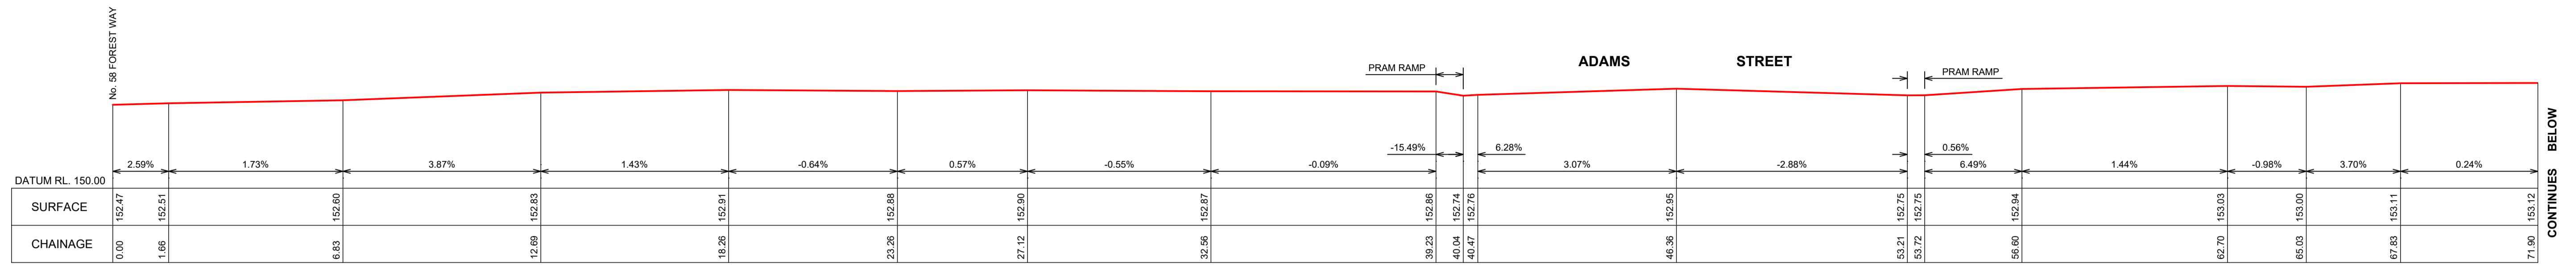 No. 58 FOREST WAY
ADAMS STREET
PRAM RAMP
PRAM RAMP
-15.49% 6.28% 0.56%
2.59% 1.73% 3.87% 1.43% -0.64% 0.57% -0.55% -0.09% 3.07% -2.88% 6.49% 1.44% -0.98% 3.70% 0.24%
DATUM RL. 150.00
SURFACE 152.47 152.51 152.60 152.83 152.91 152.88 152.90 152.87 152.86 152.74 152.76 152.95 152.75 152.75 152.94 153.03 153.00 153.11 153.12
CHAINAGE 0.00 1.66 6.83 12.69 18.26 23.26 27.12 32.56 39.23 40.04 40.47 46.36 53.21 53.72 56.60 62.70 65.03 67.83 71.90
CONTINUES BELOW